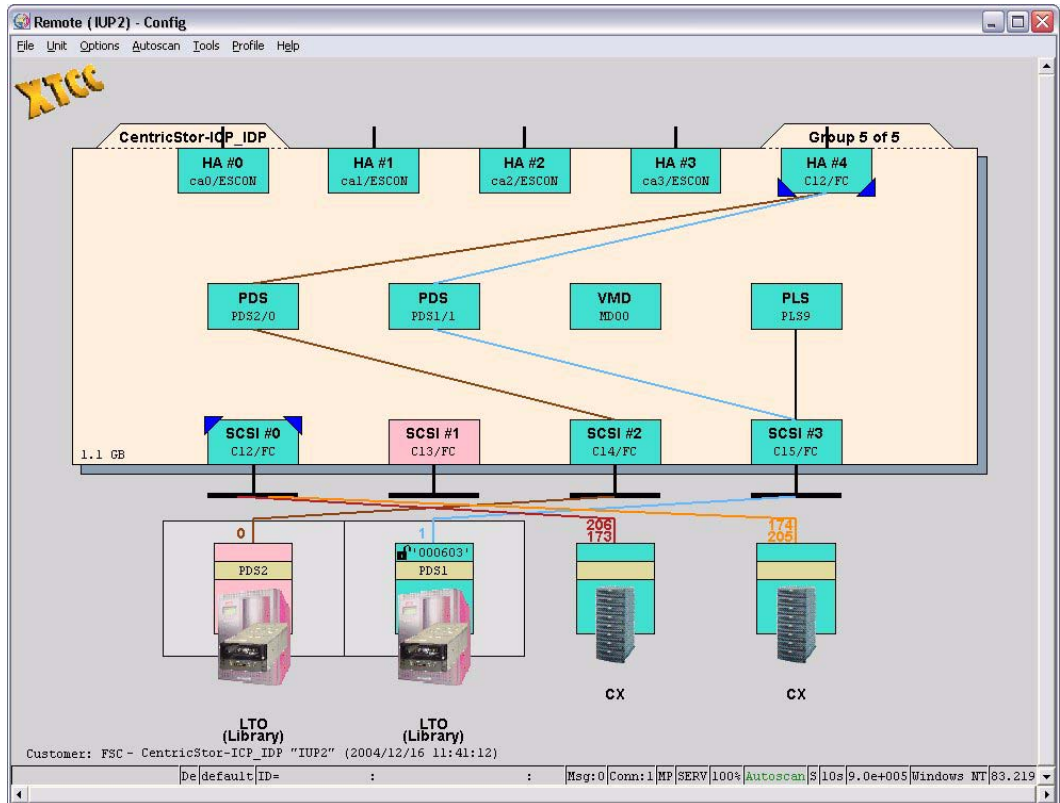 Remote (IUP2) - Config
File Unit Options Autoscan Tools Profile Help
XTCC
CentricStor-ICP_IDP Group 5 of 5
HA #0 HA #1 HA #2 HA #3 HA #4
ca0/ESCON ca1/ESCON ca2/ESCON ca3/ESCON C12/FC
PDS PDS VMD PLS
PDS2/0 PDS1/1 MD00 PLS9
SCSI #0 SCSI #1 SCSI #2 SCSI #3
C12/FC C13/FC C14/FC C15/FC
1.1 GB
206 174
0 1 173 205
'000603'
PDS2 PDS1
CX CX
LTO LTO
(Library) (Library)
Customer: FSC - CentricStor-ICP_IDP "IUP2" (2004/12/16 11:41:12)
De default ID= : : Msg:0 Conn:1 MP SERV 100% Autoscan S 10s 9.0e+005 Windows NT 83.219